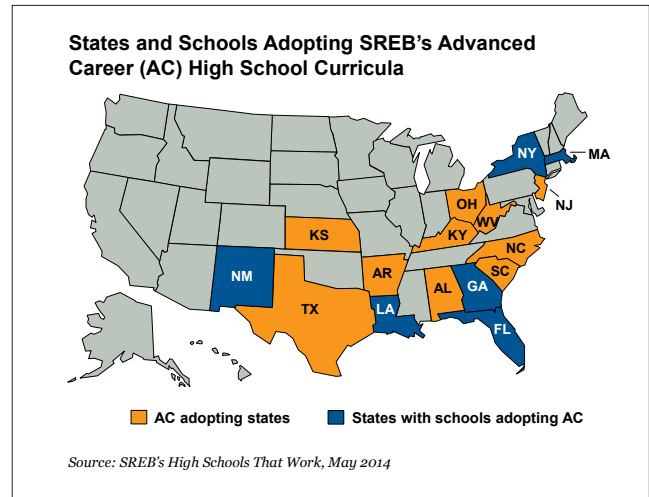 States and Schools Adopting SREB's Advanced
Career (AC) High School Curricula
NY
MA
OH
NJ
WV
KS
KY
NC
AR
SC
NM
AL
GA
TX
LA
FL
AC adopting states
States with schools adopting AC
Source: SREB's High Schools That Work, May 2014